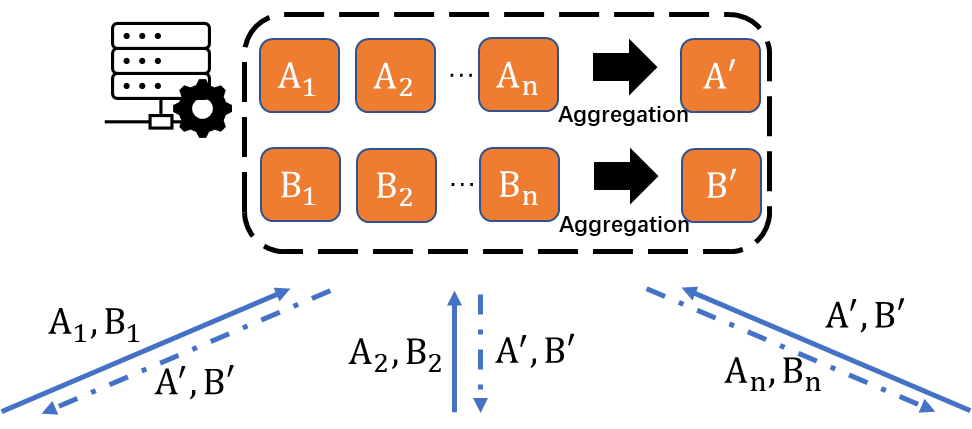 A₁ A₂ ... Aₙ A′
Aggregation
B₁ B₂ ... Bₙ B′
Aggregation
A₁, B₁
A′, B′
A₂, B₂
A′, B′
A′, B′
Aₙ, Bₙ